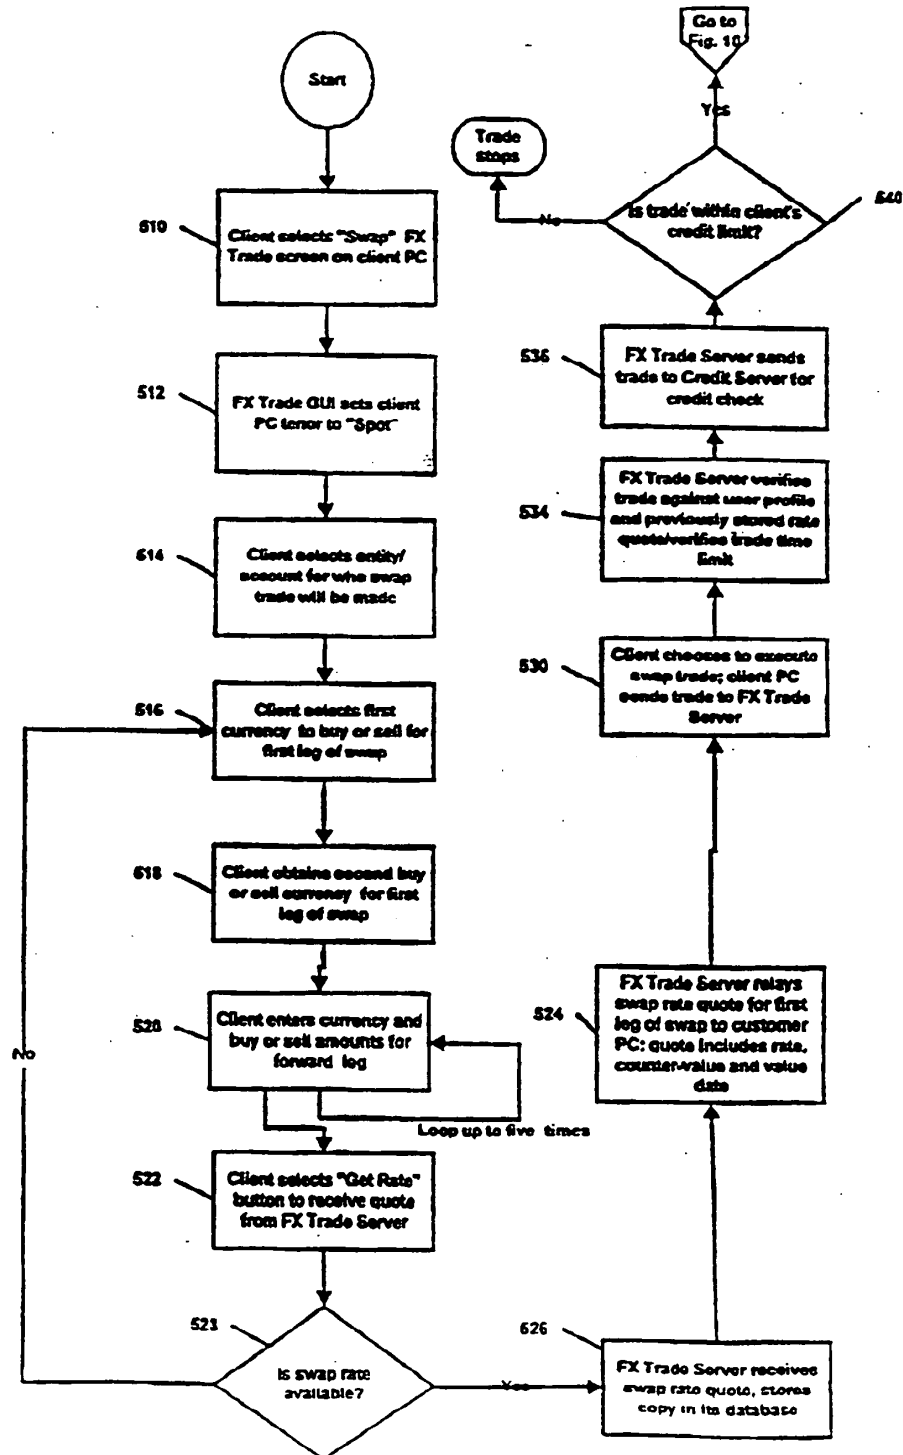 Start
510
Client selects "Swap" FX
Trade screen on client PC
512
FX Trade GUI sets client
PC tenor to "Spot"
514
Client selects entity/
account for who swap
trade will be made
516
Client selects first
currency to buy or sell for
first leg of swap
518
Client obtains second buy
or sell currency for first
leg of swap
520
Client enters currency and
buy or sell amounts for
forward leg
Loop up to five times
522
Client selects "Get Rate"
button to receive quote
from FX Trade Server
523
Is swap rate
available?
No
Yes
526
FX Trade Server receives
swap rate quote, stores
copy in its database
524
FX Trade Server relays
swap rate quote for first
leg of swap to customer
PC: quote includes rate,
counter-value and value
date
530
Client chooses to execute
swap trade; client PC
sends trade to FX Trade
Server
534
FX Trade Server verifies
trade against user profile
and previously stored rate
quote/verifies trade time
limit
536
FX Trade Server sends
trade to Credit Server for
credit check
540
Is trade within client's
credit limit?
No
Trade
stops
Yes
Go to
Fig. 10